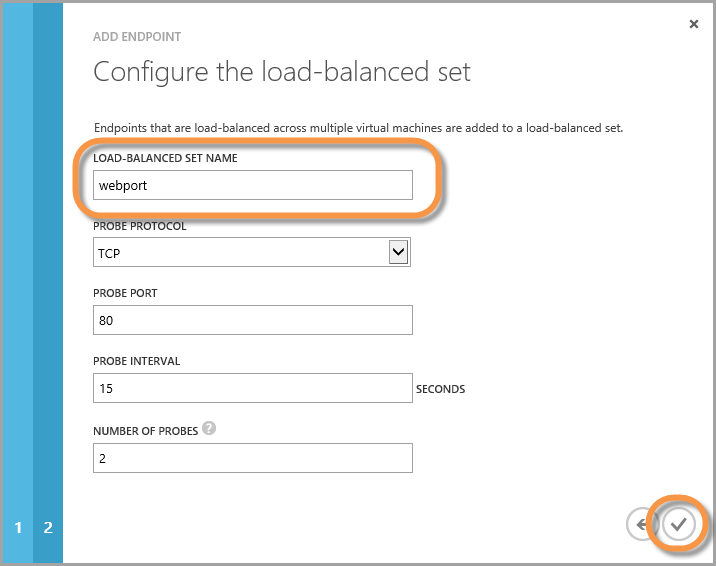 ADD ENDPOINT
Configure the load-balanced set
Endpoints that are load-balanced across multiple virtual machines are added to a load-balanced set.
LOAD-BALANCED SET NAME
webport
PROBE PROTOCOL
TCP
PROBE PORT
80
PROBE INTERVAL
15 SECONDS
NUMBER OF PROBES ?
2
1 2